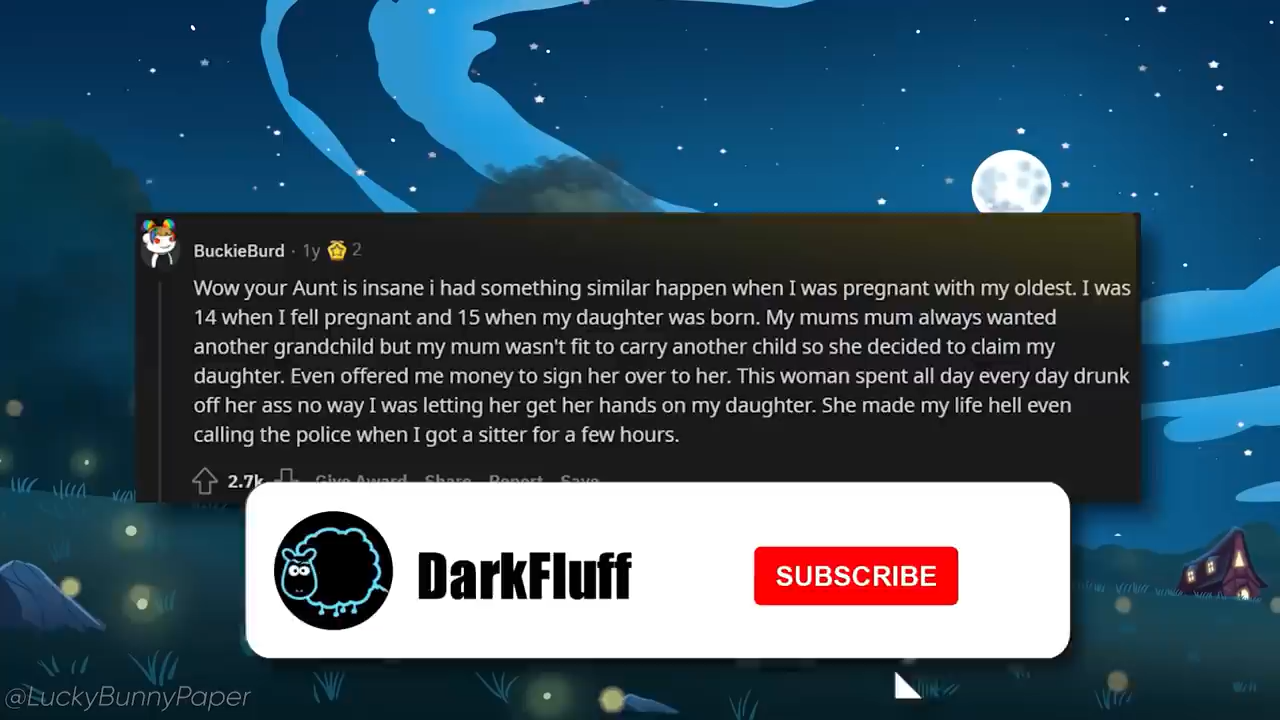 BuckieBurd · 1y 2
Wow your Aunt is insane i had something similar happen when I was pregnant with my oldest. I was
14 when I fell pregnant and 15 when my daughter was born. My mums mum always wanted
another grandchild but my mum wasn't fit to carry another child so she decided to claim my
daughter. Even offered me money to sign her over to her. This woman spent all day every day drunk
off her ass no way I was letting her get her hands on my daughter. She made my life hell even
calling the police when I got a sitter for a few hours.
2.7k Give Award Share Report Save
DarkFluff
SUBSCRIBE
@LuckyBunnyPaper